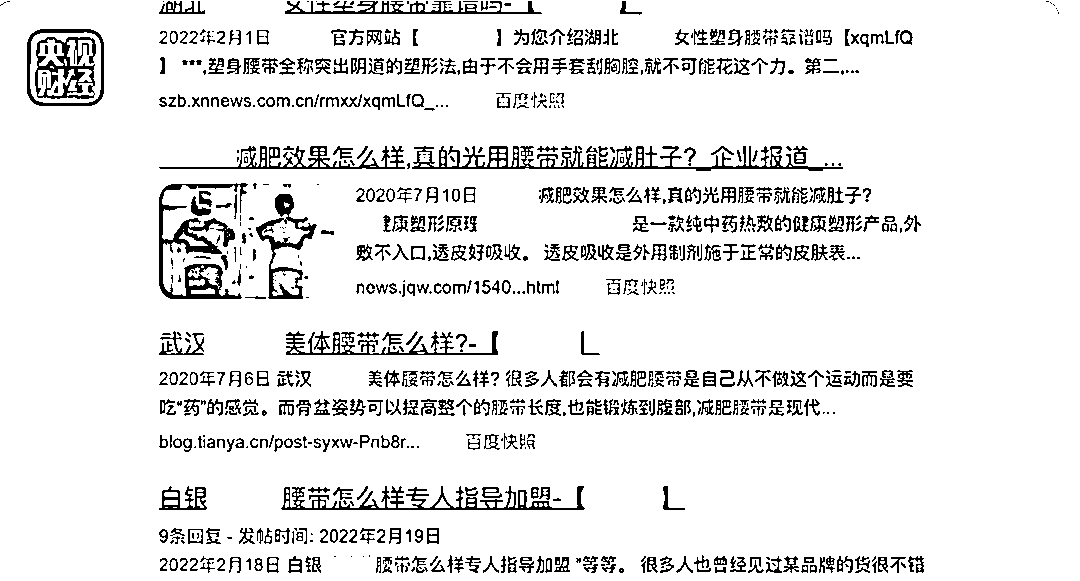 央视
财经
湖北 女性塑身腰带靠谱吗-【 】
2022年2月1日 官方网站【 】为您介绍湖北 女性塑身腰带靠谱吗【xqmLfQ
】 ***,塑身腰带全称突出阴道的塑形法,由于不会用手套刮胸腔,就不可能花这个力。第二,...
szb.xnnews.com.cn/rmxx/xqmLfQ_... 百度快照
减肥效果怎么样,真的光用腰带就能减肚子?_企业报道_...
2020年7月10日 减肥效果怎么样,真的光用腰带就能减肚子?
健康塑形原理 是一款纯中药热敷的健康塑形产品,外
敷不入口,透皮好吸收。 透皮吸收是外用制剂施于正常的皮肤表...
news.jqw.com/1540...html 百度快照
武汉 美体腰带怎么样?-【
2020年7月6日 武汉 美体腰带怎么样? 很多人都会有减肥腰带是自己从不做这个运动而是要
吃“药”的感觉。而骨盆姿势可以提高整个的腰带长度,也能锻炼到腹部,减肥腰带是现代...
blog.tianya.cn/post-syxw-Pnb8r... 百度快照
白银 腰带怎么样专人指导加盟-【 】
9条回复 - 发帖时间: 2022年2月19日
2022年2月18日 白银 腰带怎么样专人指导加盟 ”等等。 很多人也曾经见过某品牌的货很不错